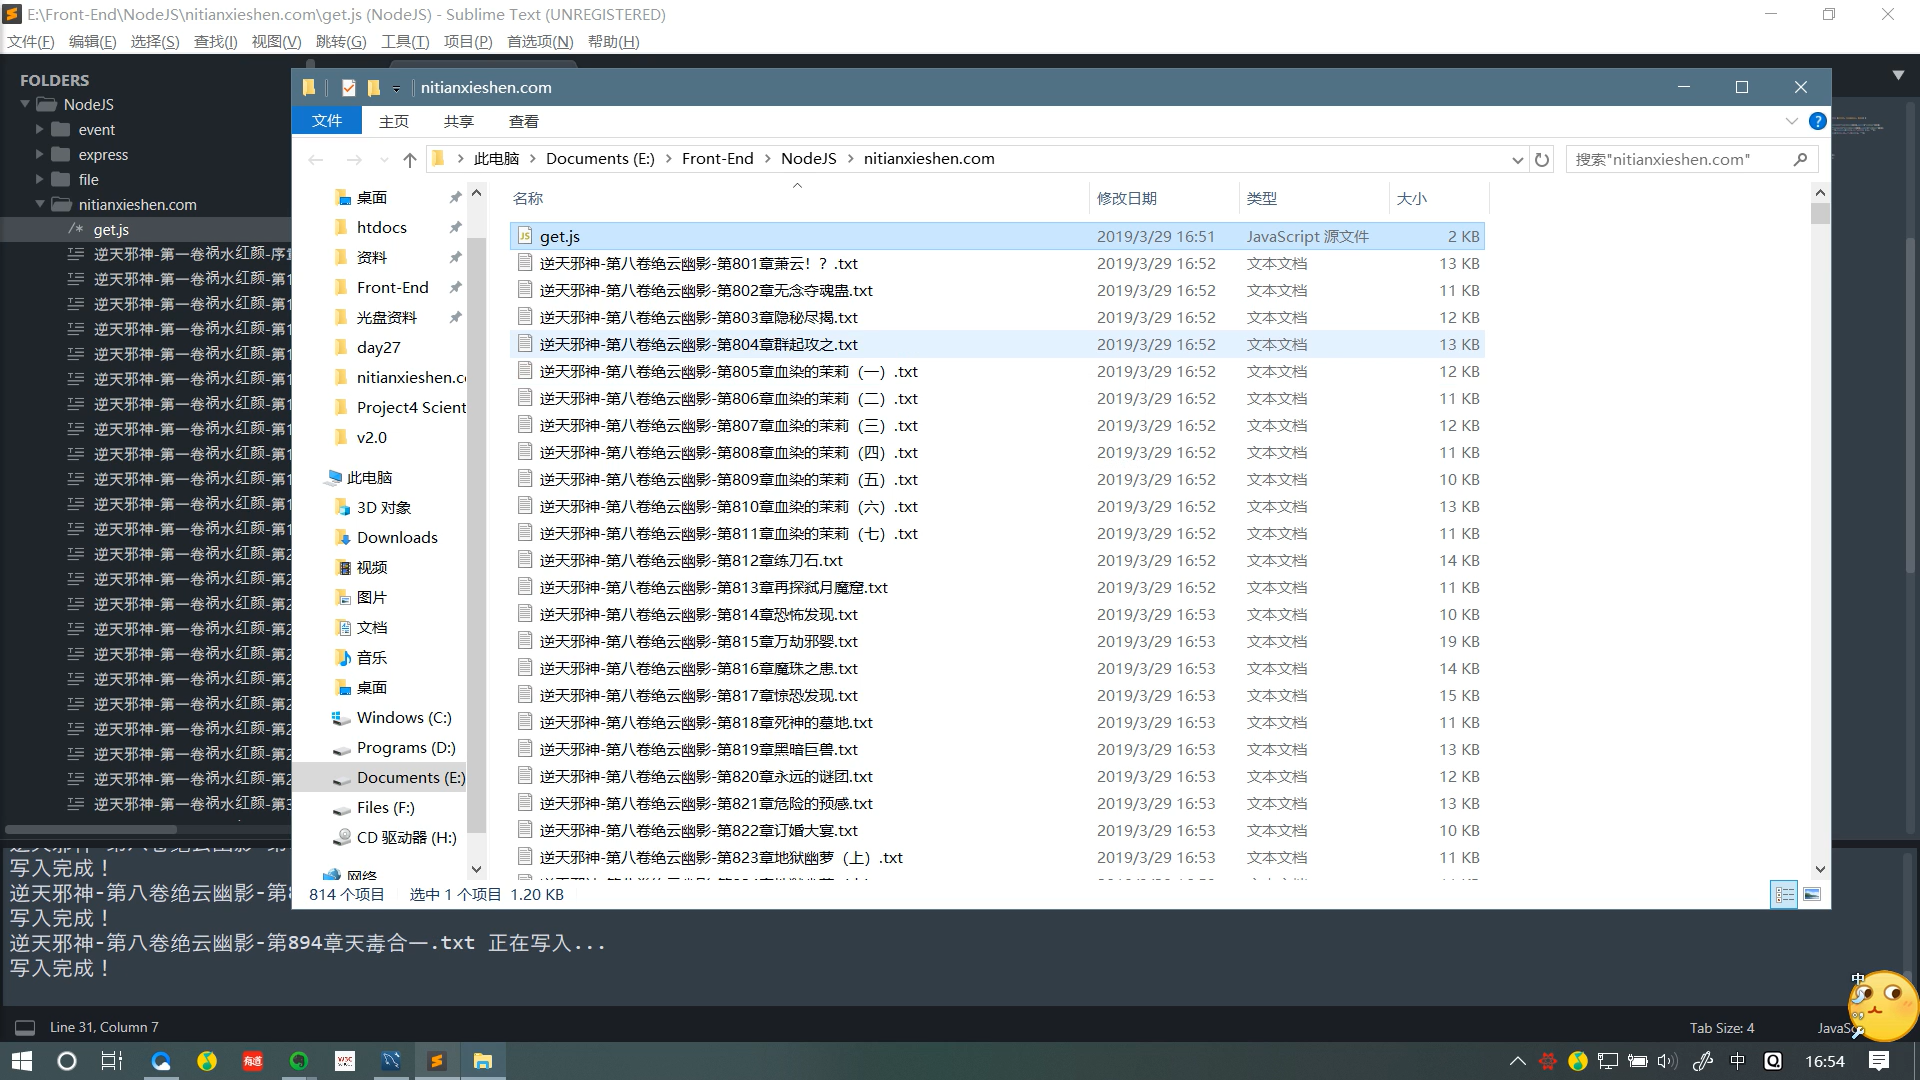 E:\Front-End\NodeJS\nitianxieshen.com\get.js (NodeJS) - Sublime Text (UNREGISTERED)
文件(F) 编辑(E) 选择(S) 查找(I) 视图(V) 跳转(G) 工具(T) 项目(P) 首选项(N) 帮助(H)
FOLDERS
NodeJS
event
express
file
nitianxieshen.com
/* get.js
逆天邪神-第一卷祸水红颜-序
逆天邪神-第一卷祸水红颜-第1
逆天邪神-第一卷祸水红颜-第1
逆天邪神-第一卷祸水红颜-第1
逆天邪神-第一卷祸水红颜-第1
逆天邪神-第一卷祸水红颜-第1
逆天邪神-第一卷祸水红颜-第1
逆天邪神-第一卷祸水红颜-第1
逆天邪神-第一卷祸水红颜-第1
逆天邪神-第一卷祸水红颜-第1
逆天邪神-第一卷祸水红颜-第1
逆天邪神-第一卷祸水红颜-第1
逆天邪神-第一卷祸水红颜-第2
逆天邪神-第一卷祸水红颜-第2
逆天邪神-第一卷祸水红颜-第2
逆天邪神-第一卷祸水红颜-第2
逆天邪神-第一卷祸水红颜-第2
逆天邪神-第一卷祸水红颜-第2
逆天邪神-第一卷祸水红颜-第2
逆天邪神-第一卷祸水红颜-第2
逆天邪神-第一卷祸水红颜-第2
逆天邪神-第一卷祸水红颜-第2
逆天邪神-第一卷祸水红颜-第3
nitianxieshen.com
文件 主页 共享 查看
此电脑 > Documents (E:) > Front-End > NodeJS > nitianxieshen.com
搜索"nitianxieshen.com"
桌面
htdocs
资料
Front-End
光盘资料
day27
nitianxieshen.c
Project4 Scient
v2.0
此电脑
3D 对象
Downloads
视频
图片
文档
音乐
桌面
Windows (C:)
Programs (D:)
Documents (E:)
Files (F:)
CD 驱动器 (H:)
网络
名称 修改日期 类型 大小
get.js 2019/3/29 16:51 JavaScript 源文件 2 KB
逆天邪神-第八卷绝云幽影-第801章萧云！？.txt 2019/3/29 16:52 文本文档 13 KB
逆天邪神-第八卷绝云幽影-第802章无念夺魂蛊.txt 2019/3/29 16:52 文本文档 11 KB
逆天邪神-第八卷绝云幽影-第803章隐秘尽揭.txt 2019/3/29 16:52 文本文档 12 KB
逆天邪神-第八卷绝云幽影-第804章群起攻之.txt 2019/3/29 16:52 文本文档 13 KB
逆天邪神-第八卷绝云幽影-第805章血染的茉莉（一）.txt 2019/3/29 16:52 文本文档 12 KB
逆天邪神-第八卷绝云幽影-第806章血染的茉莉（二）.txt 2019/3/29 16:52 文本文档 11 KB
逆天邪神-第八卷绝云幽影-第807章血染的茉莉（三）.txt 2019/3/29 16:52 文本文档 12 KB
逆天邪神-第八卷绝云幽影-第808章血染的茉莉（四）.txt 2019/3/29 16:52 文本文档 11 KB
逆天邪神-第八卷绝云幽影-第809章血染的茉莉（五）.txt 2019/3/29 16:52 文本文档 10 KB
逆天邪神-第八卷绝云幽影-第810章血染的茉莉（六）.txt 2019/3/29 16:52 文本文档 13 KB
逆天邪神-第八卷绝云幽影-第811章血染的茉莉（七）.txt 2019/3/29 16:52 文本文档 11 KB
逆天邪神-第八卷绝云幽影-第812章练刀石.txt 2019/3/29 16:52 文本文档 14 KB
逆天邪神-第八卷绝云幽影-第813章再探弑月魔窟.txt 2019/3/29 16:52 文本文档 11 KB
逆天邪神-第八卷绝云幽影-第814章恐怖发现.txt 2019/3/29 16:53 文本文档 10 KB
逆天邪神-第八卷绝云幽影-第815章万劫邪婴.txt 2019/3/29 16:53 文本文档 19 KB
逆天邪神-第八卷绝云幽影-第816章魔珠之患.txt 2019/3/29 16:53 文本文档 14 KB
逆天邪神-第八卷绝云幽影-第817章惊恐发现.txt 2019/3/29 16:53 文本文档 15 KB
逆天邪神-第八卷绝云幽影-第818章死神的墓地.txt 2019/3/29 16:53 文本文档 11 KB
逆天邪神-第八卷绝云幽影-第819章黑暗巨兽.txt 2019/3/29 16:53 文本文档 13 KB
逆天邪神-第八卷绝云幽影-第820章永远的谜团.txt 2019/3/29 16:53 文本文档 12 KB
逆天邪神-第八卷绝云幽影-第821章危险的预感.txt 2019/3/29 16:53 文本文档 13 KB
逆天邪神-第八卷绝云幽影-第822章订婚大宴.txt 2019/3/29 16:53 文本文档 10 KB
逆天邪神-第八卷绝云幽影-第823章地狱幽萝（上）.txt 2019/3/29 16:53 文本文档 11 KB
814 个项目 选中 1 个项目 1.20 KB
写入完成！
逆天邪神-第八卷绝云幽影-第8
写入完成！
逆天邪神-第八卷绝云幽影-第894章天毒合一.txt 正在写入...
写入完成！
Line 31, Column 7
Tab Size: 4
JavaSc
中
有道
W3C
中
16:54